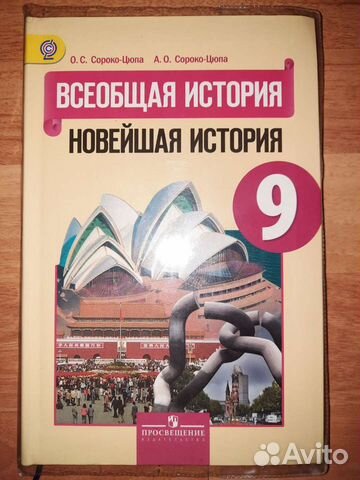 О. С. Сороко-Цюпа А. О. Сороко-Цюпа
ВСЕОБЩАЯ ИСТОРИЯ
НОВЕЙШАЯ ИСТОРИЯ
9
ПРОСВЕЩЕНИЕ
ИЗДАТЕЛЬСТВО
Avito